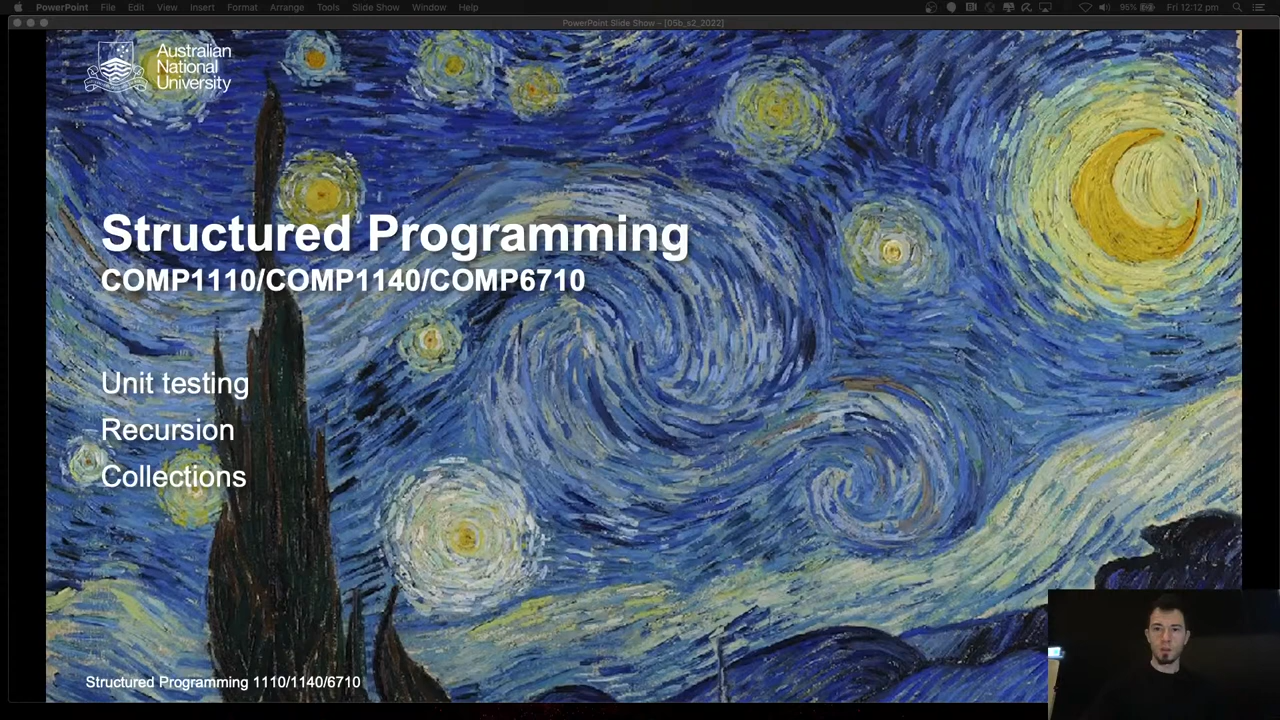 PowerPoint File Edit View Insert Format Arrange Tools Slide Show Window Help 96% Fri 12:12 pm
PowerPoint Slide Show - [05b_s2_2022]
Australian
National
University
Structured Programming
COMP1110/COMP1140/COMP6710
Unit testing
Recursion
Collections
Structured Programming 1110/1140/6710